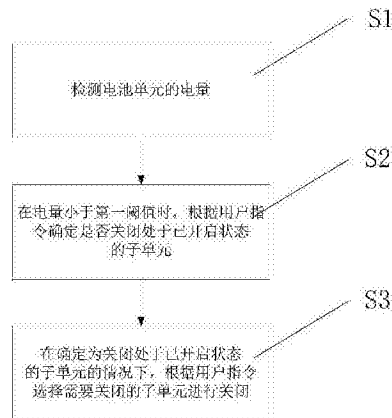 S1
检测电池单元的电量
S2
在电量小于第一阈值时，根据用户指
令确定是否关闭处于已开启状态
的子单元
S3
在确定为关闭处于已开启状态
的子单元的情况下，根据用户指令
选择需要关闭的子单元进行关闭